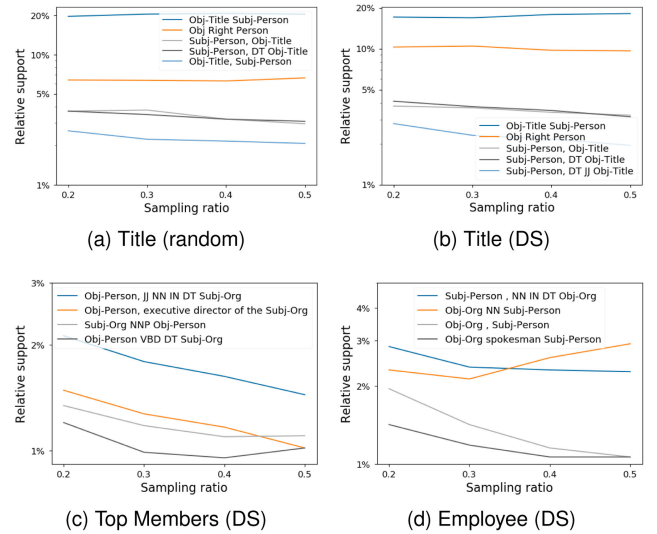 20%
10%
5%
1%
Relative support
Obj-Title Subj-Person
Obj Right Person
Subj-Person, Obj-Title
Subj-Person, DT Obj-Title
Obj-Title, Subj-Person
0.2 0.3 0.4 0.5
Sampling ratio
(a) Title (random)
20%
10%
5%
1%
Relative support
Obj-Title Subj-Person
Obj Right Person
Subj-Person, Obj-Title
Subj-Person, DT Obj-Title
Subj-Person, DT JJ Obj-Title
0.2 0.3 0.4 0.5
Sampling ratio
(b) Title (DS)
3%
2%
1%
Relative support
Obj-Person, JJ NN IN DT Subj-Org
Obj-Person, executive director of the Subj-Org
Subj-Org NNP Obj-Person
Obj-Person VBD DT Subj-Org
0.2 0.3 0.4 0.5
Sampling ratio
(c) Top Members (DS)
4%
3%
2%
1%
Relative support
Subj-Person , NN IN DT Obj-Org
Obj-Org NN Subj-Person
Obj-Org , Subj-Person
Obj-Org spokesman Subj-Person
0.2 0.3 0.4 0.5
Sampling ratio
(d) Employee (DS)